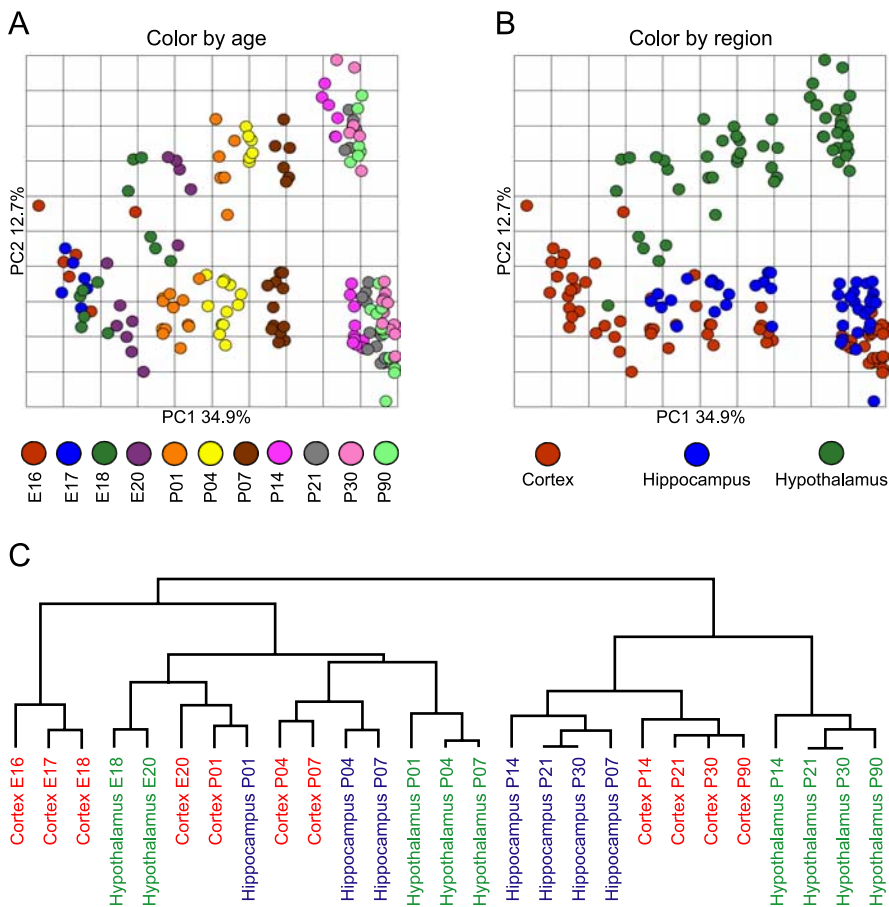 A
Color by age
PC2 12.7%
PC1 34.9%
E16
E17
E18
E20
P01
P04
P07
P14
P21
P30
P90
B
Color by region
PC2 12.7%
PC1 34.9%
Cortex
Hippocampus
Hypothalamus
C
Cortex E16
Cortex E17
Cortex E18
Hypothalamus E18
Hypothalamus E20
Cortex E20
Cortex P01
Hippocampus P01
Cortex P04
Cortex P07
Hippocampus P04
Hippocampus P07
Hypothalamus P01
Hypothalamus P04
Hypothalamus P07
Hippocampus P14
Hippocampus P21
Hippocampus P30
Hippocampus P07
Cortex P14
Cortex P21
Cortex P30
Cortex P90
Hypothalamus P14
Hypothalamus P21
Hypothalamus P30
Hypothalamus P90